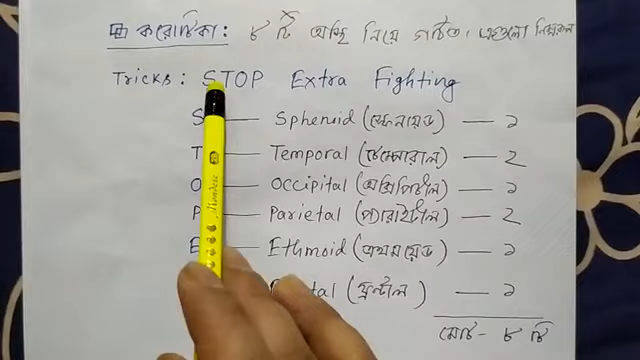 করোটিকা: ৮ টি অস্থি নিয়ে গঠিত। এগুলো নিম্নরূপ
Tricks: STOP Extra Fighting
S — Sphenoid (স্ফেনয়েড) — ১
T — Temporal (টেম্পোরাল) — 2
O — Occipital (অক্সিপিটাল) — ১
P — Parietal (প্যারাইটাল) — 2
E — Ethmoid (এথময়েড) — ১
(ফ্রন্টাল) — ১
মোট - ৮ টি